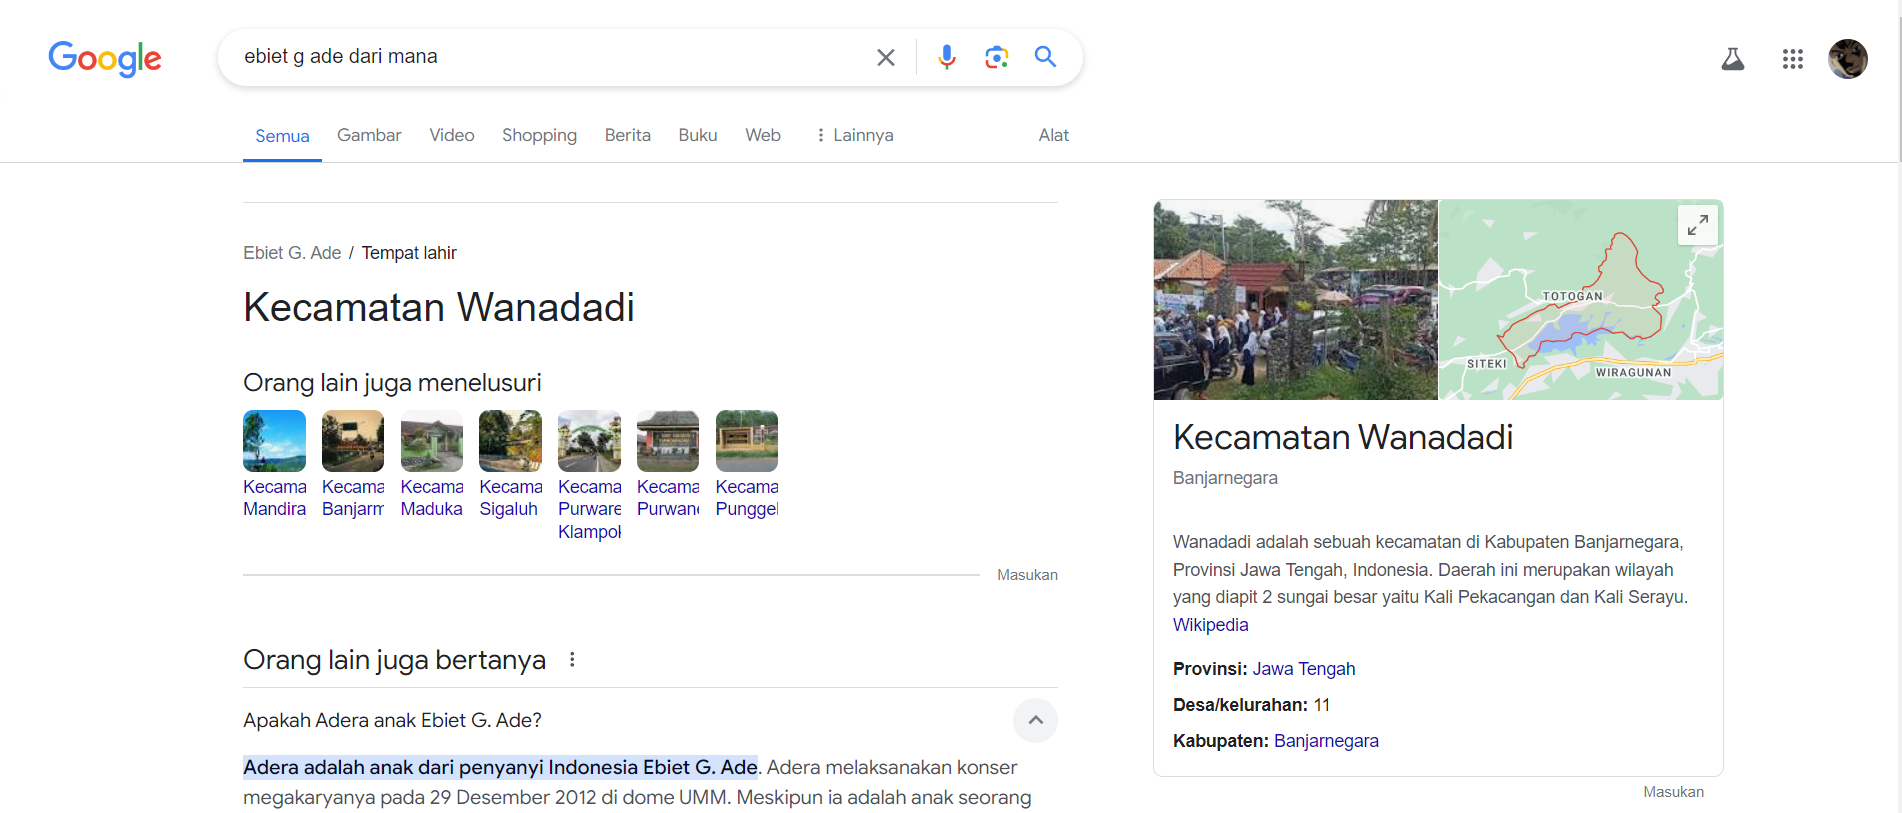 Google
ebiet g ade dari mana
Semua Gambar Video Shopping Berita Buku Web Lainnya Alat
Ebiet G. Ade / Tempat lahir
Kecamatan Wanadadi
Orang lain juga menelusuri
Kecama
Mandira
Kecama
Banjarm
Kecama
Maduka
Kecama
Sigaluh
Kecama
Purware
Klampok
Kecama
Purwane
Kecama
Punggel
Masukan
Orang lain juga bertanya
Apakah Adera anak Ebiet G. Ade?
Adera adalah anak dari penyanyi Indonesia Ebiet G. Ade. Adera melaksanakan konser
megakaryanya pada 29 Desember 2012 di dome UMM. Meskipun ia adalah anak seorang
TOTOGAN
SITEKI
WIRAGUNAN
Kecamatan Wanadadi
Banjarnegara
Wanadadi adalah sebuah kecamatan di Kabupaten Banjarnegara,
Provinsi Jawa Tengah, Indonesia. Daerah ini merupakan wilayah
yang diapit 2 sungai besar yaitu Kali Pekacangan dan Kali Serayu.
Wikipedia
Provinsi: Jawa Tengah
Desa/kelurahan: 11
Kabupaten: Banjarnegara
Masukan